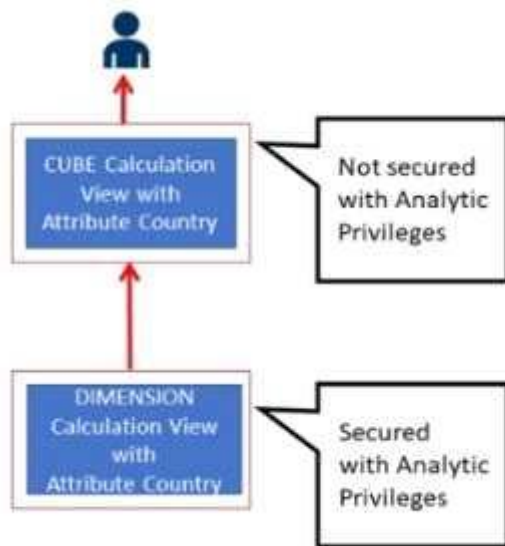 CUBE Calculation
View with
Attribute Country
Not secured
with Analytic
Privileges
DIMENSION
Calculation View
with
Attribute Country
Secured
with Analytic
Privileges